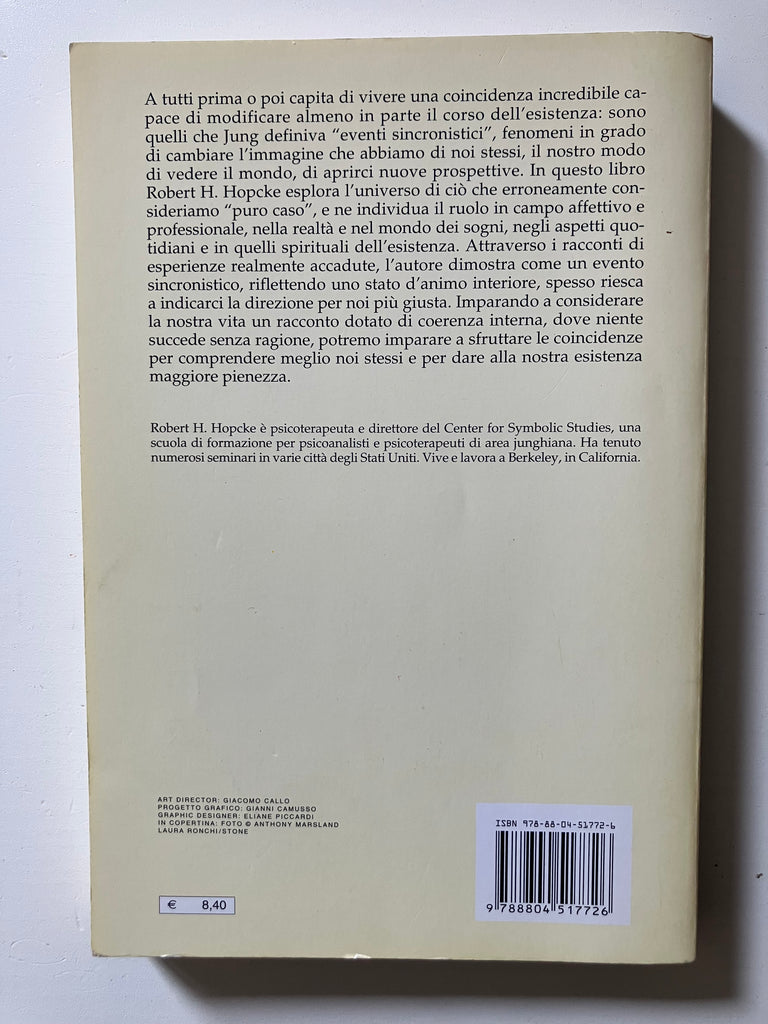 A tutti prima o poi capita di vivere una coincidenza incredibile ca-
pace di modificare almeno in parte il corso dell'esistenza: sono
quelli che Jung definiva "eventi sincronistici", fenomeni in grado
di cambiare l'immagine che abbiamo di noi stessi, il nostro modo
di vedere il mondo, di aprirci nuove prospettive. In questo libro
Robert H. Hopcke esplora l'universo di ciò che erroneamente con-
sideriamo "puro caso", e ne individua il ruolo in campo affettivo e
professionale, nella realtà e nel mondo dei sogni, negli aspetti quo-
tidiani e in quelli spirituali dell'esistenza. Attraverso i racconti di
esperienze realmente accadute, l'autore dimostra come un evento
sincronistico, riflettendo uno stato d'animo interiore, spesso riesca
a indicarci la direzione per noi più giusta. Imparando a considerare
la nostra vita un racconto dotato di coerenza interna, dove niente
succede senza ragione, potremo imparare a sfruttare le coincidenze
per comprendere meglio noi stessi e per dare alla nostra esistenza
maggiore pienezza.
Robert H. Hopcke è psicoterapeuta e direttore del Center for Symbolic Studies, una
scuola di formazione per psicoanalisti e psicoterapeuti di area junghiana. Ha tenuto
numerosi seminari in varie città degli Stati Uniti. Vive e lavora a Berkeley, in California.
ART DIRECTOR: GIACOMO CALLO
PROGETTO GRAFICO: GIANNI CAMUSSO
GRAPHIC DESIGNER: ELIANE PICCARDI
IN COPERTINA: FOTO © ANTHONY MARSLAND
LAURA RONCHI/STONE
€ 8,40
ISBN 978-88-04-51772-6
9 788804 517726